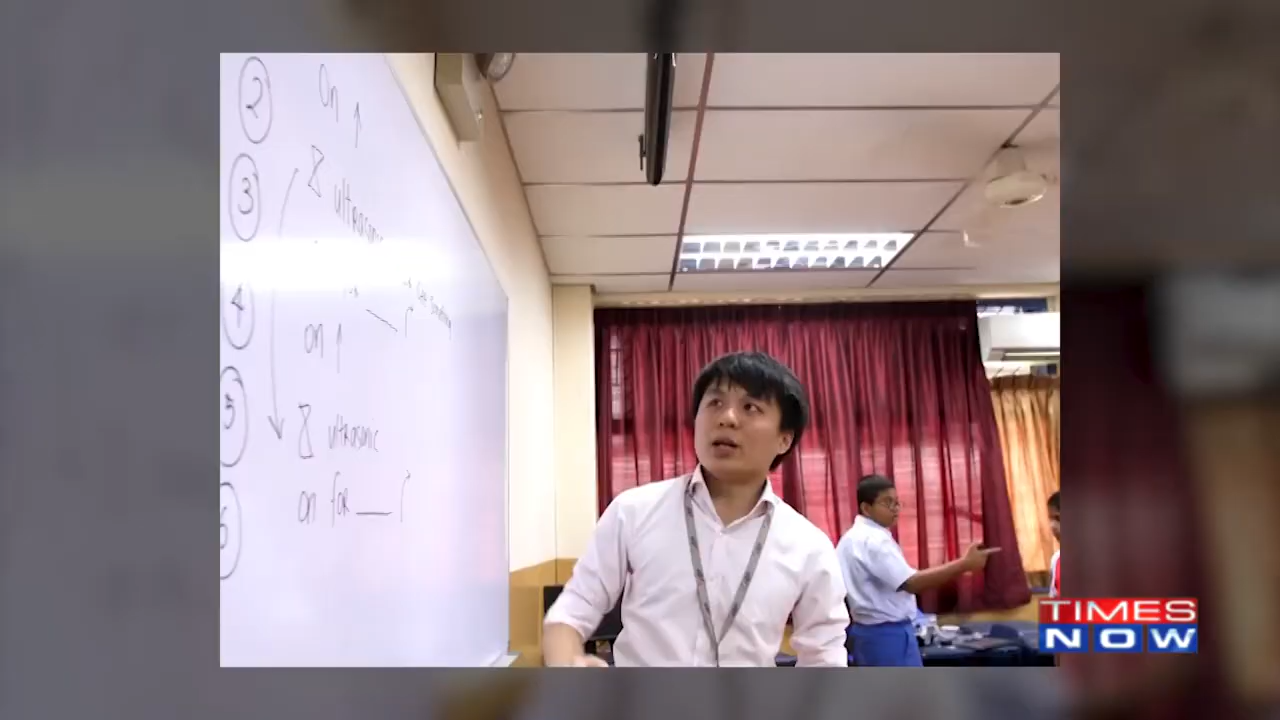 2 On ↑
3 8 ultrasonic
4
on ↑
5 8 ultrasonic
6 on for ___
TIMES
NOW